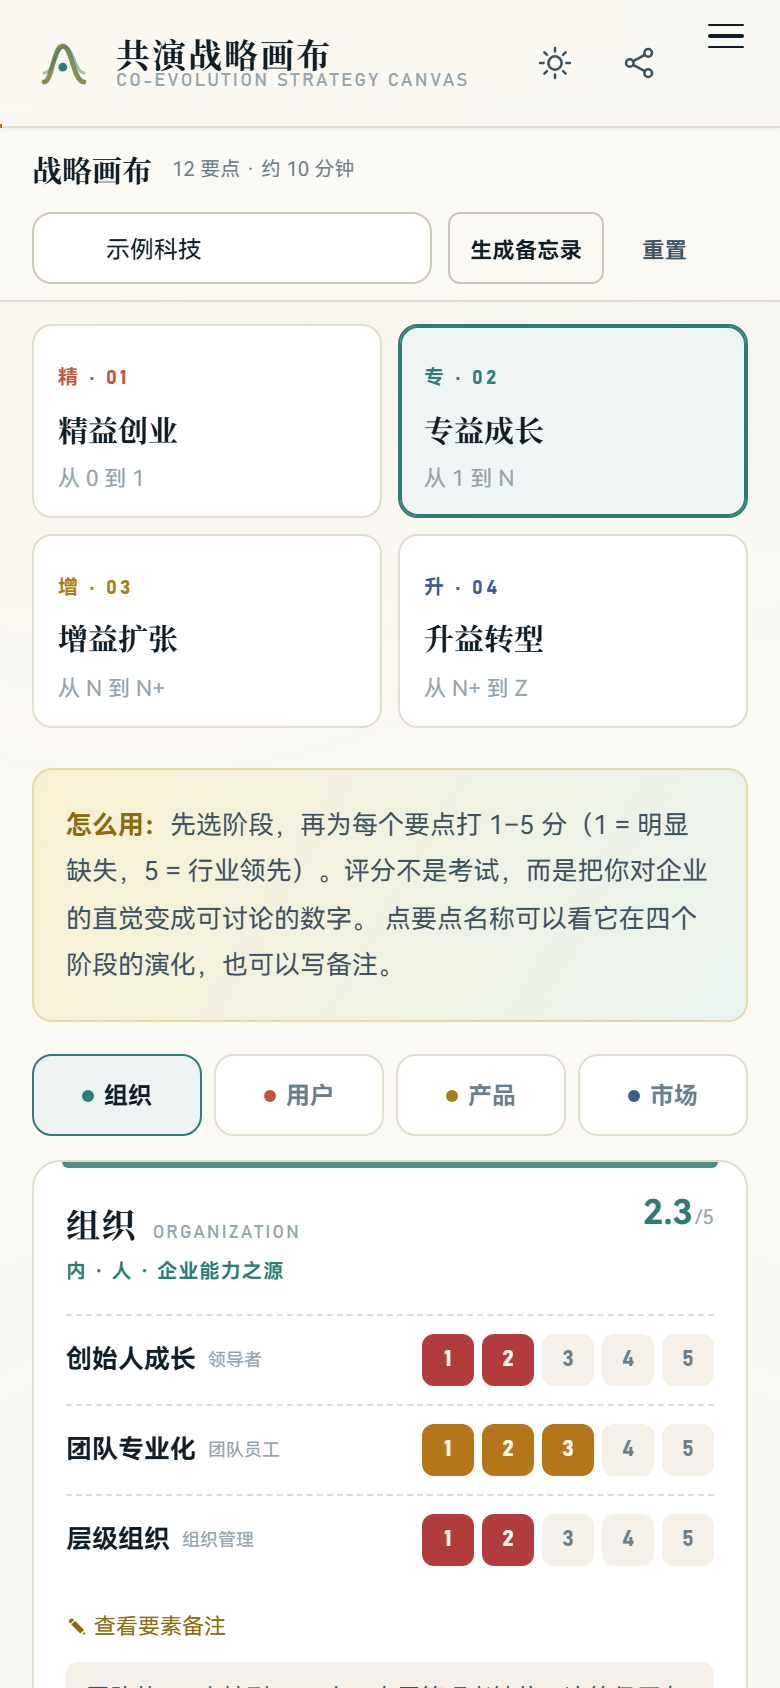 共演战略画布
CO-EVOLUTION STRATEGY CANVAS
战略画布 12 要点 · 约 10 分钟
示例科技 生成备忘录 重置
精 · 01
精益创业
从 0 到 1
专 · 02
专益成长
从 1 到 N
增 · 03
增益扩张
从 N 到 N+
升 · 04
升益转型
从 N+ 到 Z
怎么用：先选阶段，再为每个要点打 1–5 分（1 = 明显
缺失，5 = 行业领先）。评分不是考试，而是把你对企业
的直觉变成可讨论的数字。 点要点名称可以看它在四个
阶段的演化，也可以写备注。
组织 用户 产品 市场
组织 ORGANIZATION 2.3/5
内 · 人 · 企业能力之源
创始人成长 领导者 1 2 3 4 5
团队专业化 团队员工 1 2 3 4 5
层级组织 组织管理 1 2 3 4 5
查看要素备注